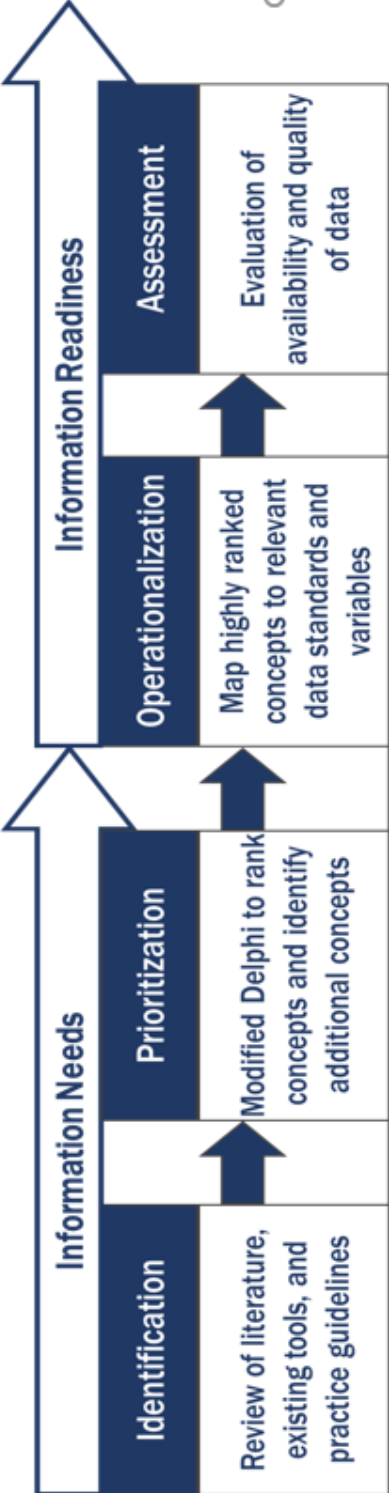 Information Needs
Information Readiness
Identification
Review of literature,
existing tools, and
practice guidelines
Prioritization
Modified Delphi to rank
concepts and identify
additional concepts
Operationalization
Map highly ranked
concepts to relevant
data standards and
variables
Assessment
Evaluation of
availability and quality
of data